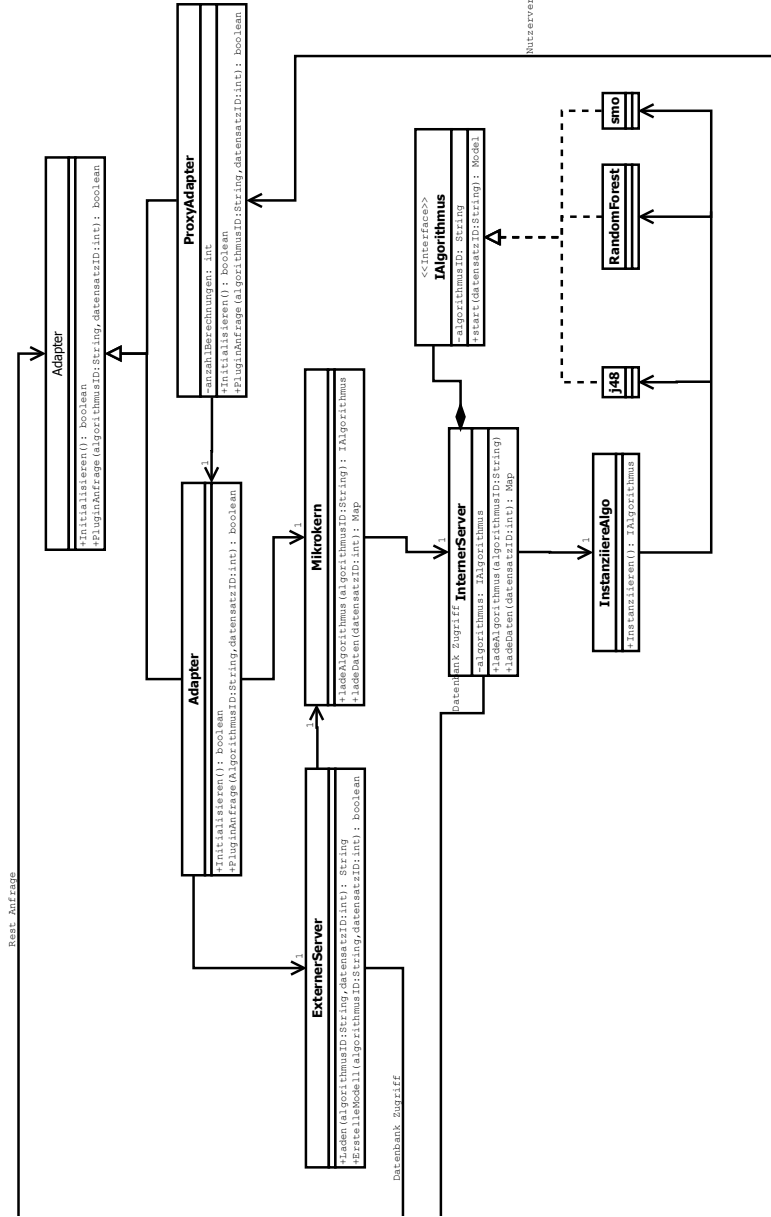 Rest Anfrage
Adapter
+Initialisieren(): boolean
+PluginAnfrage(algorithmusID:String,datensatzID:int): boolean
ProxyAdapter
-anzahlBerechnungen: int
+Initialisieren(): boolean
+PluginAnfrage(algorithmusID:String,datensatzID:int): boolean
1
Adapter
+Initialisieren(): boolean
+PluginAnfrage(AlgorithmusID:String,datensatzID:int): boolean
1
ExternerServer
+Laden(algorithmusID:String,datensatzID:int): String
+ErstelleModell(algorithmusID:String,datensatzID:int): boolean
1
1
Mikrokern
+ladeAlgorithmus(algorithmusID:String): IAlgorithmus
+ladeDaten(datensatzID:int): Map
Datenbank Zugriff
1
Datenbank Zugriff
InternerServer
-algorithmus: IAlgorithmus
+ladeAlgorithmus(algorithmusID:String)
+ladeDaten(datensatzID:int): Map
<<Interface>>
IAlgorithmus
-algorithmusID: String
+start(datensatzID:String): Model
Nutzerver
1
InstanziiereAlgo
+Instanziieren(): IAlgorithmus
j48
RandomForest
smo